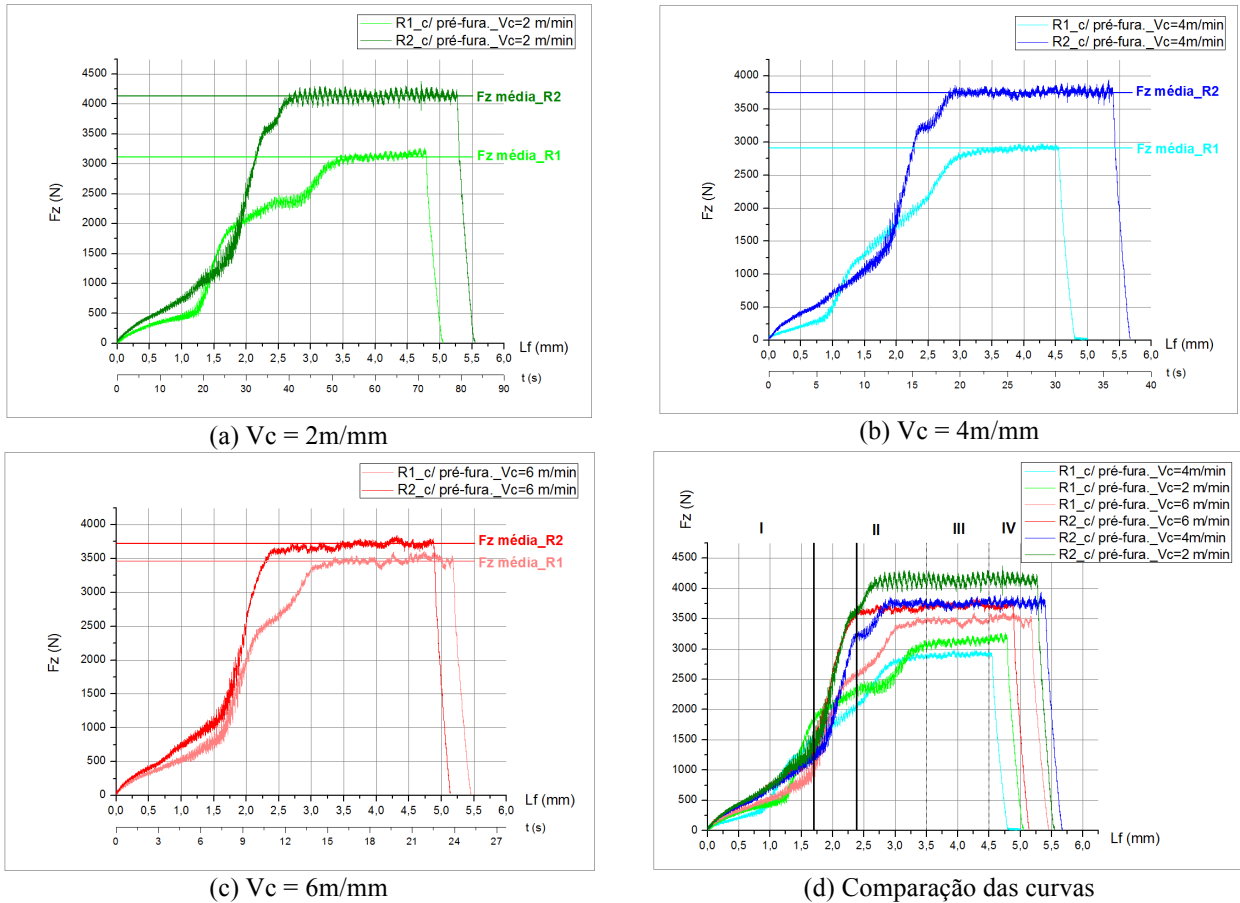 R1_c/ pré-fura._Vc=2 m/min
R2_c/ pré-fura._Vc=2 m/min
4500
4000
3500
3000
2500
2000
1500
1000
500
0
Fz (N)
Fz média_R2
Fz média_R1
0,0 0,5 1,0 1,5 2,0 2,5 3,0 3,5 4,0 4,5 5,0 5,5 6,0
Lf (mm)
0 10 20 30 40 50 60 70 80 90
t (s)
(a) Vc = 2m/mm
R1_c/ pré-fura._Vc=4m/min
R2_c/ pré-fura._Vc=4m/min
4000
3500
3000
2500
2000
1500
1000
500
0
Fz (N)
Fz média_R2
Fz média_R1
0,0 0,5 1,0 1,5 2,0 2,5 3,0 3,5 4,0 4,5 5,0 5,5 6,0
Lf (mm)
0 5 10 15 20 25 30 35 40
t (s)
(b) Vc = 4m/mm
R1_c/ pré-fura._Vc=6 m/min
R2_c/ pré-fura._Vc=6 m/min
4000
3500
3000
2500
2000
1500
1000
500
0
Fz (N)
Fz média_R2
Fz média_R1
0,0 0,5 1,0 1,5 2,0 2,5 3,0 3,5 4,0 4,5 5,0 5,5 6,0
Lf (mm)
0 3 6 9 12 15 18 21 24 27
t (s)
(c) Vc = 6m/mm
R1_c/ pré-fura._Vc=4m/min
R1_c/ pré-fura._Vc=2 m/min
R1_c/ pré-fura._Vc=6 m/min
R2_c/ pré-fura._Vc=6 m/min
R2_c/ pré-fura._Vc=4m/min
R2_c/ pré-fura._Vc=2 m/min
Fz (N)
I II III IV
4500
4000
3500
3000
2500
2000
1500
1000
500
0
0,0 0,5 1,0 1,5 2,0 2,5 3,0 3,5 4,0 4,5 5,0 5,5 6,0
Lf (mm)
(d) Comparação das curvas